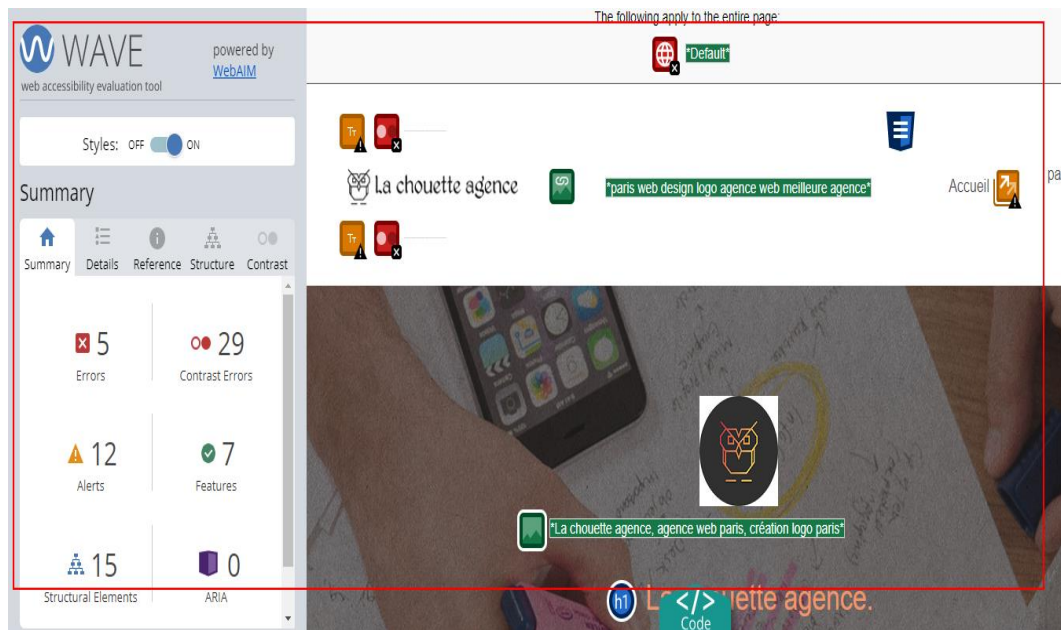 WAVE
web accessibility evaluation tool
powered by
WebAIM
Styles: OFF ON
Summary
Summary Details Reference Structure Contrast
5
Errors
29
Contrast Errors
12
Alerts
7
Features
15
Structural Elements
0
ARIA
The following apply to the entire page:
*Default*
La chouette agence
*paris web design logo agence web meilleure agence*
Accueil
pa
*La chouette agence, agence web paris, création logo paris*
h1
uette agence.
</>
Code